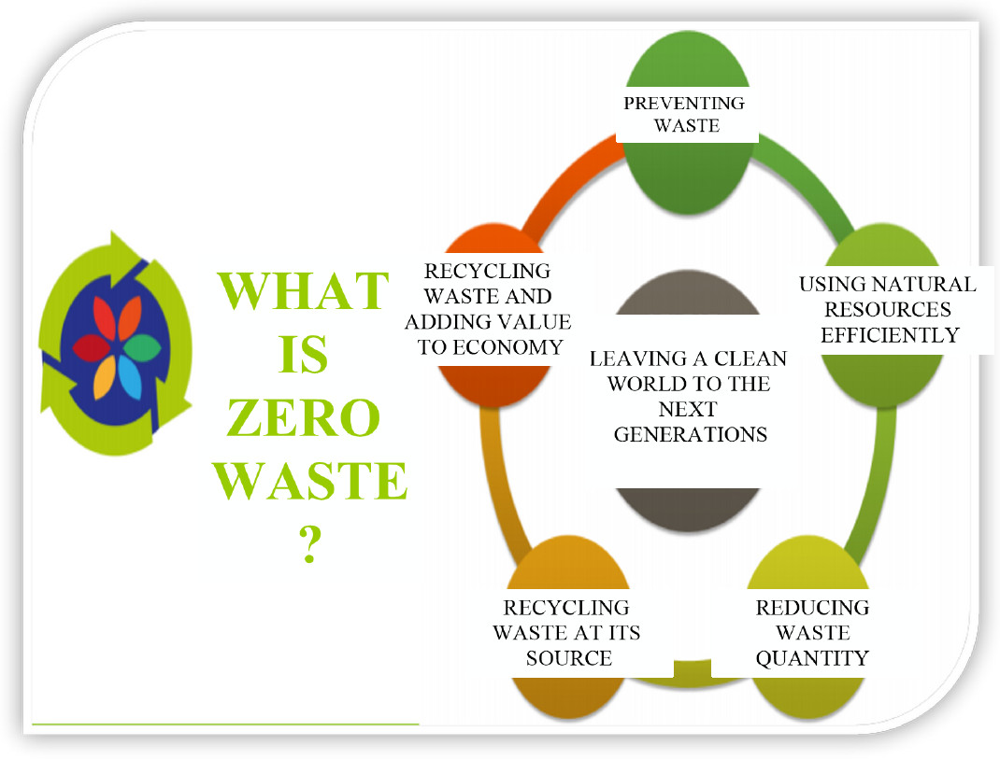 WHAT
IS
ZERO
WASTE
?
PREVENTING
WASTE
USING NATURAL
RESOURCES
EFFICIENTLY
REDUCING
WASTE
QUANTITY
RECYCLING
WASTE AT ITS
SOURCE
RECYCLING
WASTE AND
ADDING VALUE
TO ECONOMY
LEAVING A CLEAN
WORLD TO THE
NEXT
GENERATIONS